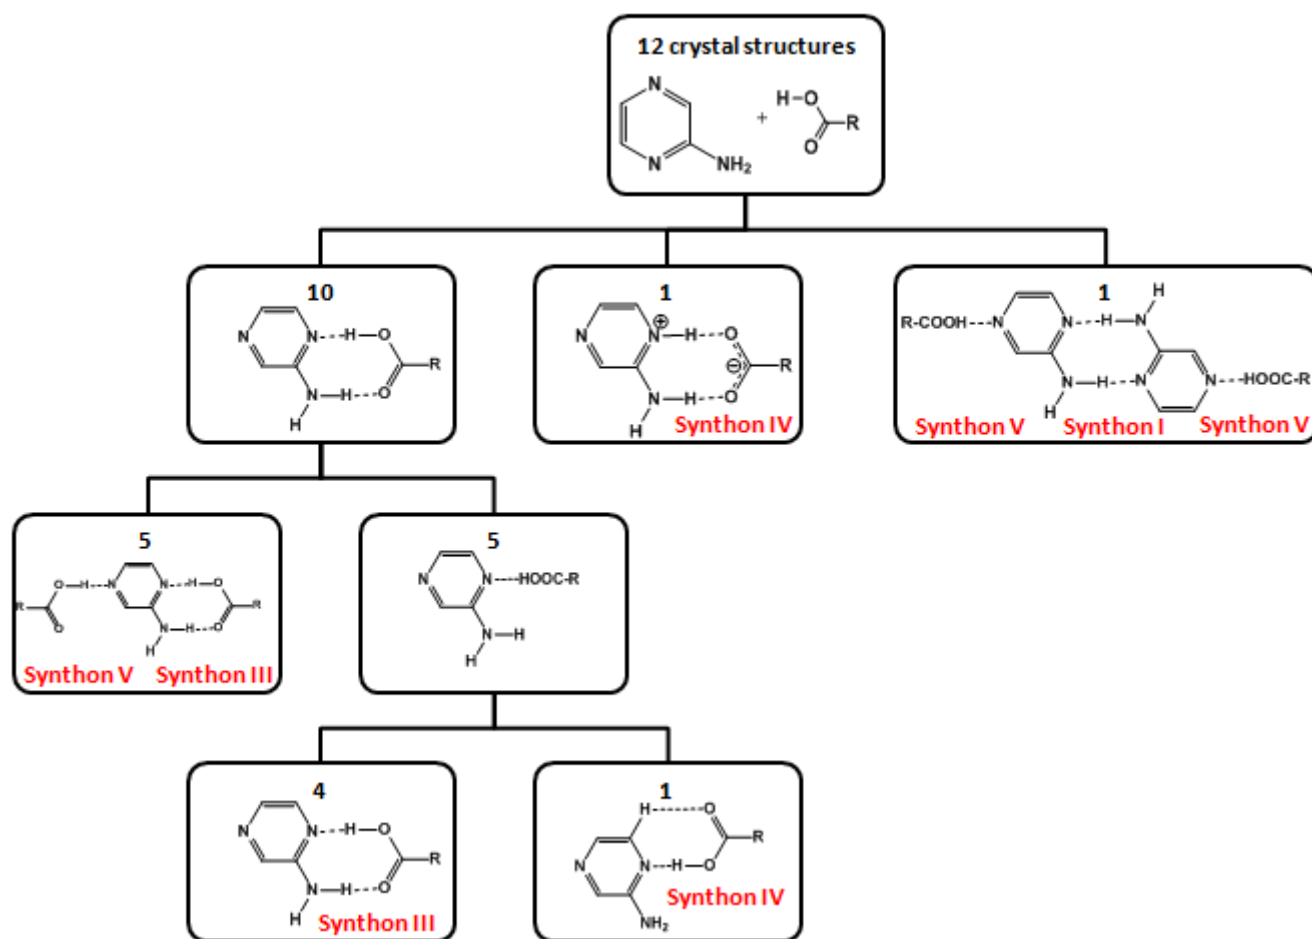 12 crystal structures
N
H
O
+
R
N
NH2
O
10
N
N
H
O
R
N
H
O
H
1
N
N
⊕
H
O
⊖
R
N
H
O
H
Synthon IV
1
H
R-COOH
N
N
H
N
N
H
N
N
HOOC-R
H
Synthon V
Synthon I
Synthon V
5
O
H
N
N
H
O
R
R
O
N
H
O
H
Synthon V
Synthon III
5
N
N
HOOC-R
N
H
H
4
N
N
H
O
R
N
H
O
H
Synthon III
1
H
O
R
N
N
H
O
NH2
Synthon IV